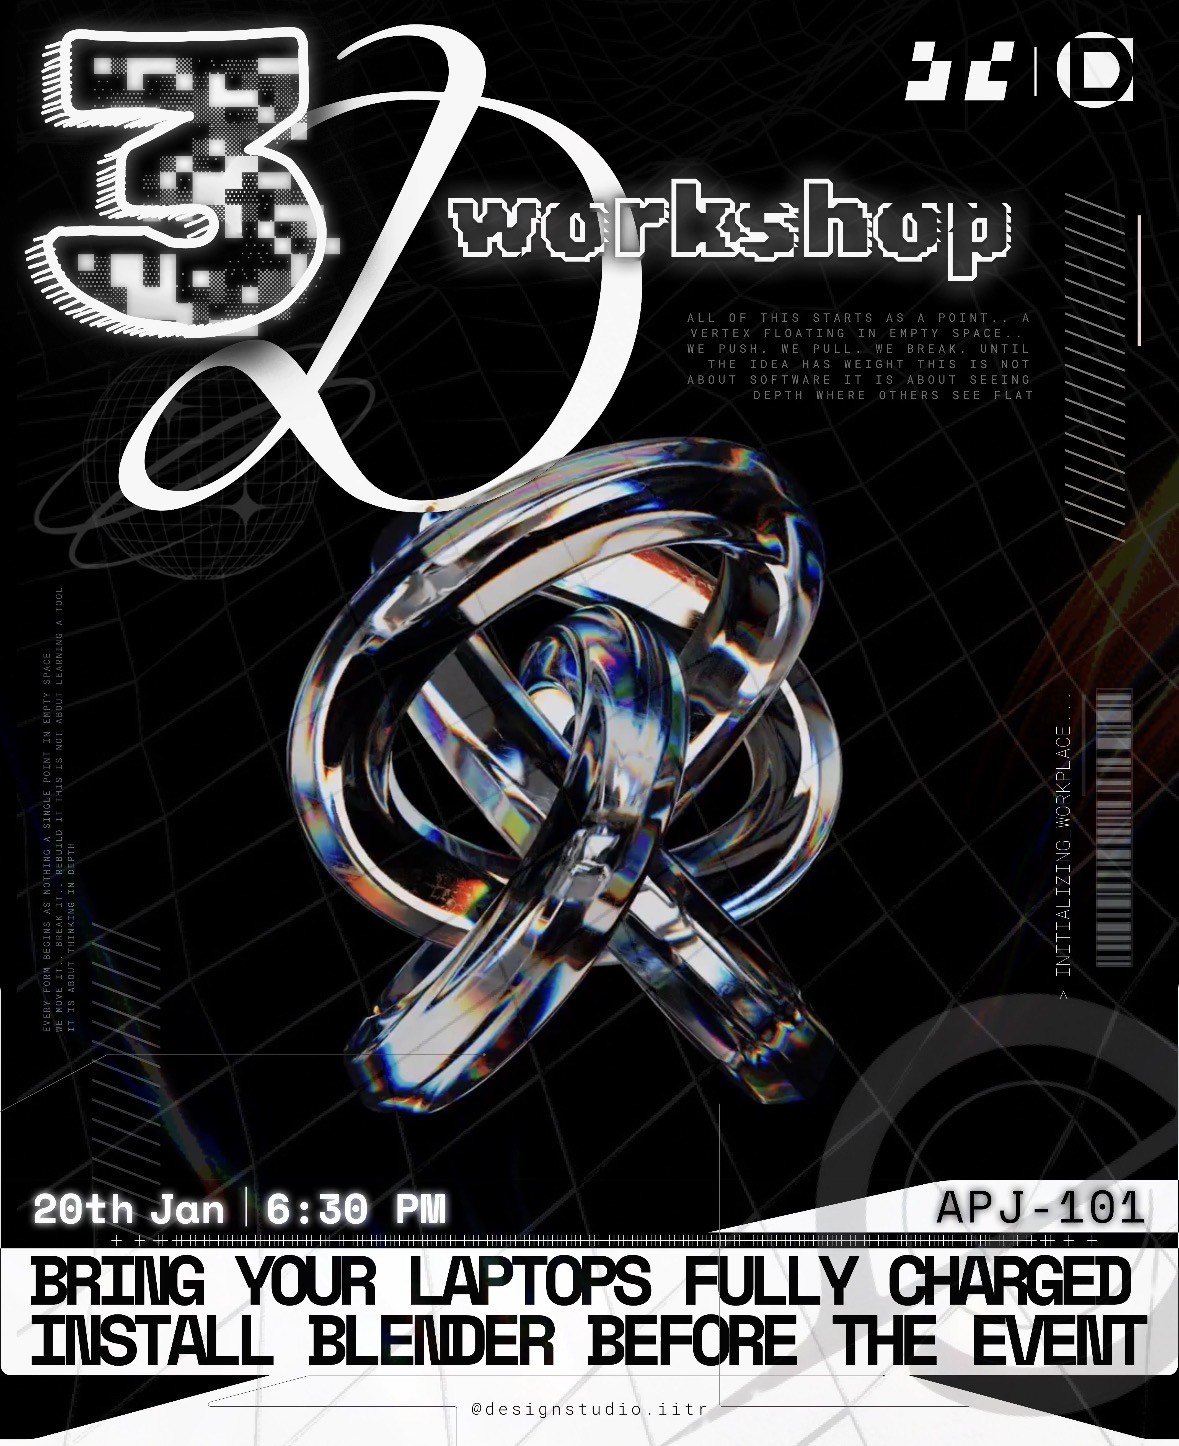 3D
workshop
ALL OF THIS STARTS AS A POINT.. A
VERTEX FLOATING IN EMPTY SPACE..
WE PUSH. WE PULL. WE BREAK. UNTIL
THE IDEA HAS WEIGHT THIS IS NOT
ABOUT SOFTWARE IT IS ABOUT SEEING
DEPTH WHERE OTHERS SEE FLAT
EVERY FORM BEGINS AS NOTHING A SINGLE POINT IN EMPTY SPACE
WE MOVE IT.. BREAK IT.. REBUILD IT THIS IS NOT ABOUT LEARNING A TOOL
IT IS ABOUT THINKING IN DEPTH
> INITIALIZING WORKPLACE...
20th Jan | 6:30 PM
APJ-101
BRING YOUR LAPTOPS FULLY CHARGED
INSTALL BLENDER BEFORE THE EVENT
@designstudio.iitr